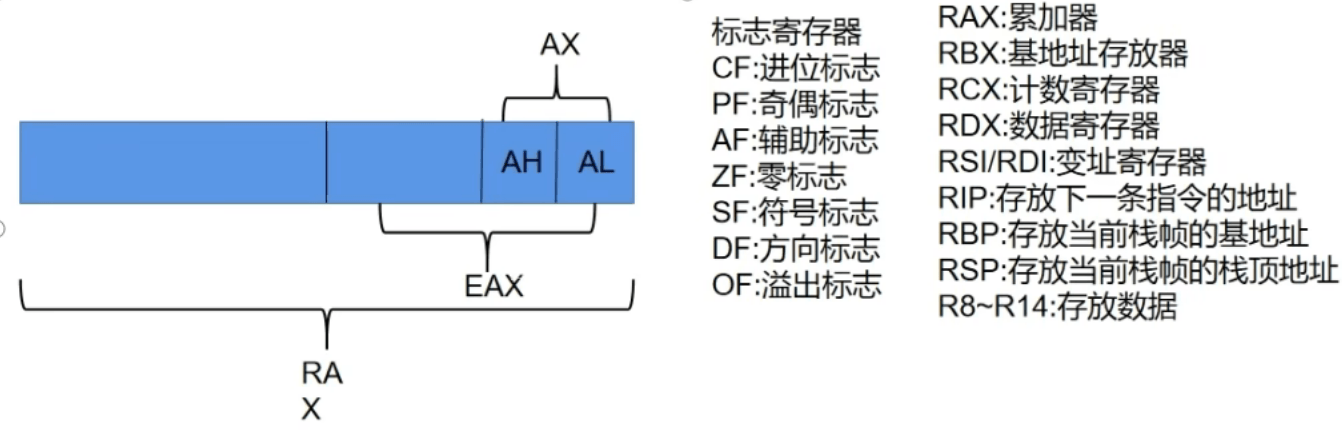 AX
AH
AL
EAX
RA
X
标志寄存器
CF:进位标志
PF:奇偶标志
AF:辅助标志
ZF:零标志
SF:符号标志
DF:方向标志
OF:溢出标志
RAX:累加器
RBX:基地址存放器
RCX:计数寄存器
RDX:数据寄存器
RSI/RDI:变址寄存器
RIP:存放下一条指令的地址
RBP:存放当前栈帧的基地址
RSP:存放当前栈帧的栈顶地址
R8~R14:存放数据